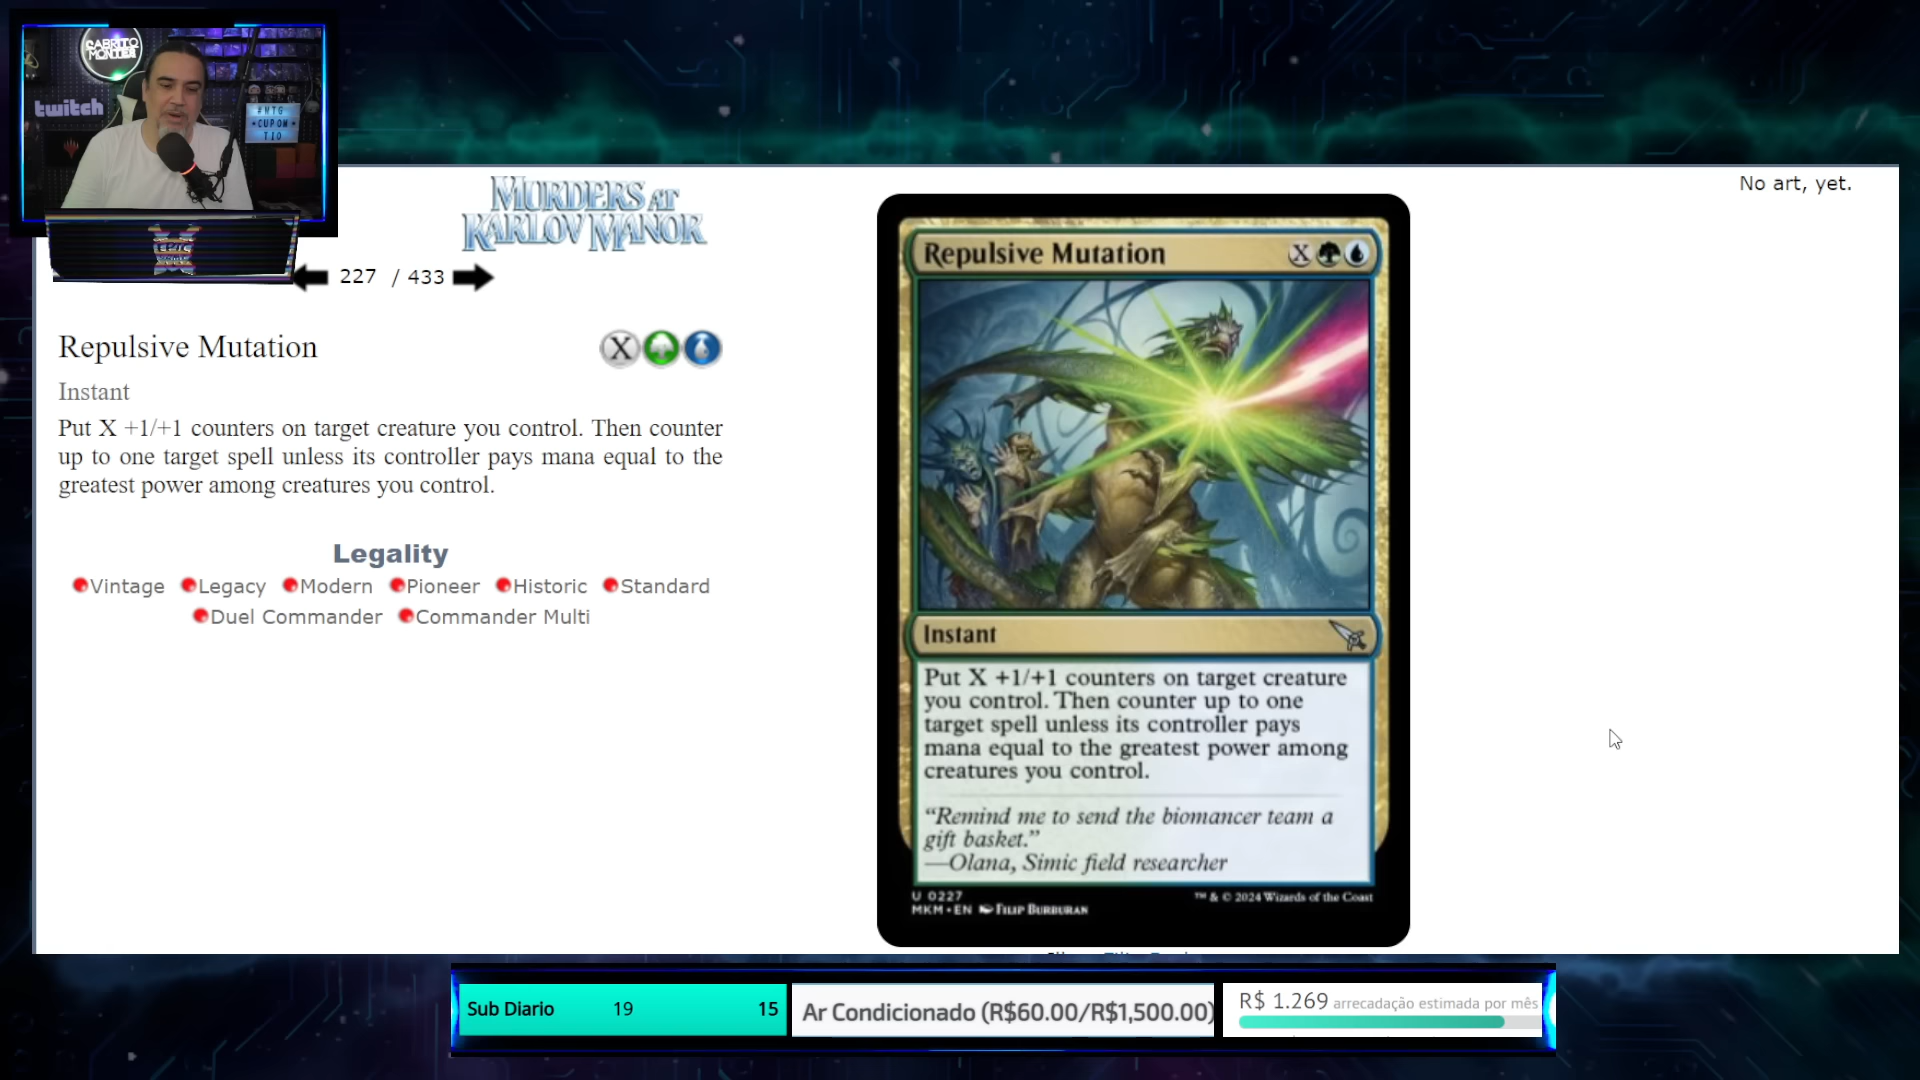 CABRITO
MONTÊS
twitch
#MTG
•CUPOM•
TIO
EPIC
MURDERS AT
KARLOV MANOR
227 / 433
No art, yet.
Repulsive Mutation X
Instant
Put X +1/+1 counters on target creature you control. Then counter
up to one target spell unless its controller pays mana equal to the
greatest power among creatures you control.
Legality
Vintage Legacy Modern Pioneer Historic Standard
Duel Commander Commander Multi
Repulsive Mutation X
Instant
Put X +1/+1 counters on target creature
you control. Then counter up to one
target spell unless its controller pays
mana equal to the greatest power among
creatures you control.
“Remind me to send the biomancer team a
gift basket.”
—Olana, Simic field researcher
U 0227
MKM • EN Filip Burburan
™ & © 2024 Wizards of the Coast
Sub Diario 19 15
Ar Condicionado (R$60.00/R$1,500.00)
R$ 1.269 arrecadação estimada por mês